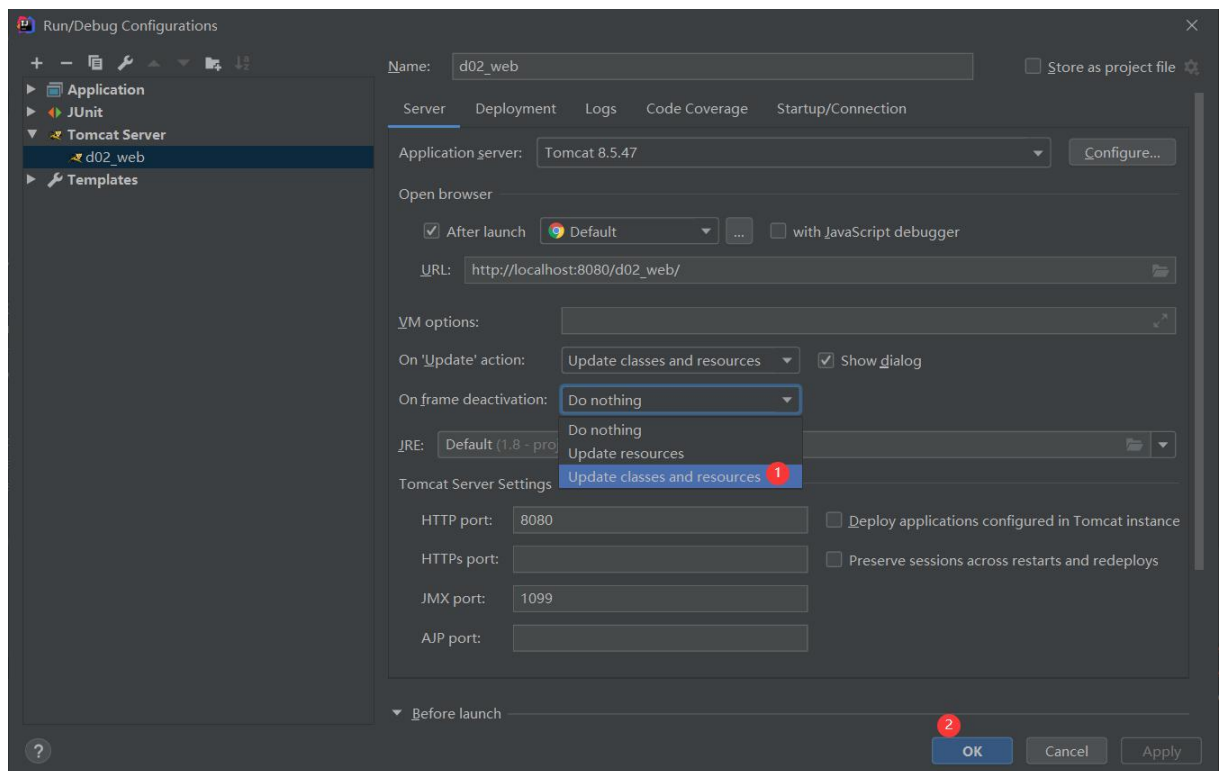 Run/Debug Configurations
Application
JUnit
Tomcat Server
d02_web
Templates
Name: d02_web
Store as project file
Server Deployment Logs Code Coverage Startup/Connection
Application server: Tomcat 8.5.47 Configure...
Open browser
After launch Default ... with JavaScript debugger
URL: http://localhost:8080/d02_web/
VM options:
On 'Update' action: Update classes and resources Show dialog
On frame deactivation: Do nothing
Do nothing
JRE: Default (1.8 - proj
Update resources
Update classes and resources 1
Tomcat Server Settings
HTTP port: 8080 Deploy applications configured in Tomcat instance
HTTPs port: Preserve sessions across restarts and redeploys
JMX port: 1099
AJP port:
Before launch
2
? OK Cancel Apply